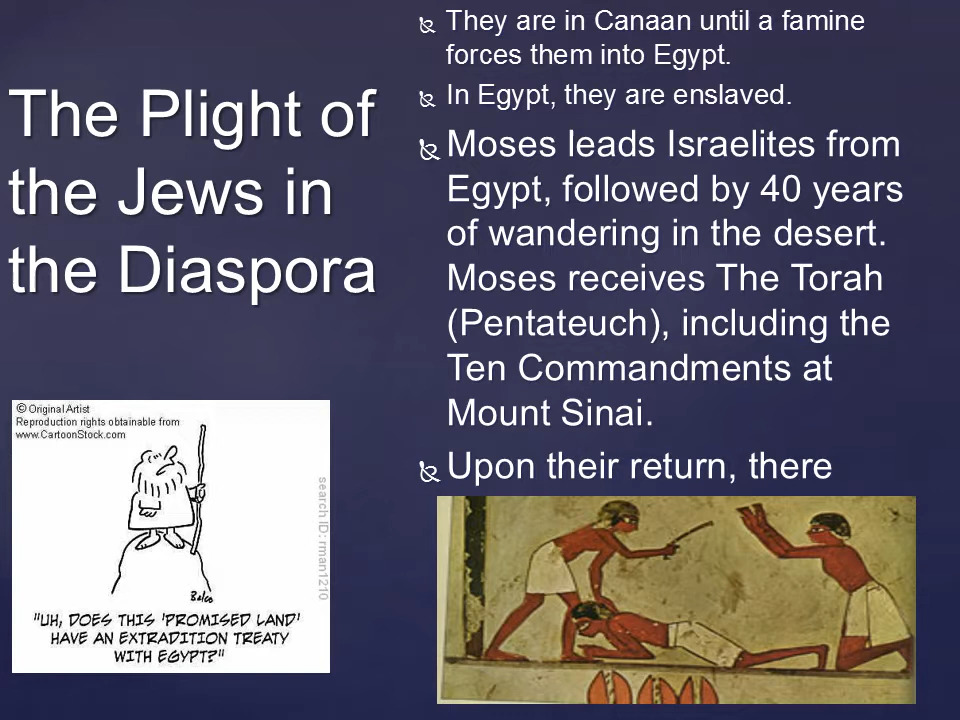 The Plight of
the Jews in
the Diaspora
They are in Canaan until a famine
forces them into Egypt.
In Egypt, they are enslaved.
Moses leads Israelites from
Egypt, followed by 40 years
of wandering in the desert.
Moses receives The Torah
(Pentateuch), including the
Ten Commandments at
Mount Sinai.
Upon their return, there
© Original Artist
Reproduction rights obtainable from
www.CartoonStock.com
search ID: rman1210
Belco
"UH, DOES THIS 'PROMISED LAND'
HAVE AN EXTRADITION TREATY
WITH EGYPT?"